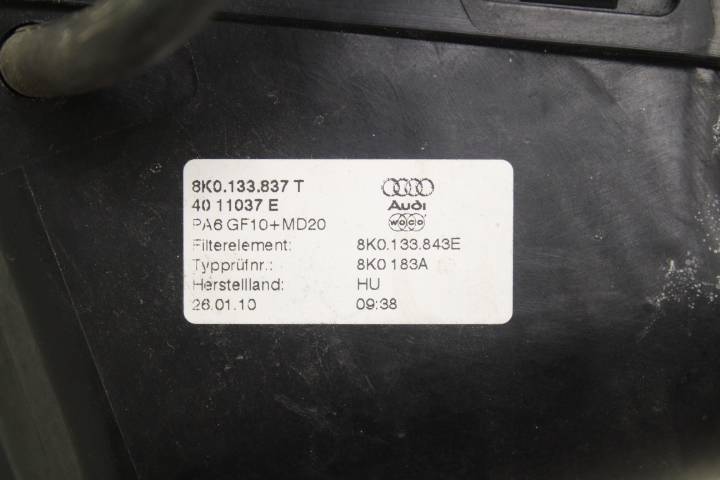 8K0.133.837 T
40 11037 E
Audi
PA6 GF10+MD20
woco
Filterelement: 8K0.133.843E
Typprüfnr.: 8K0 183A
Herstellland: HU
26.01.10 09:38